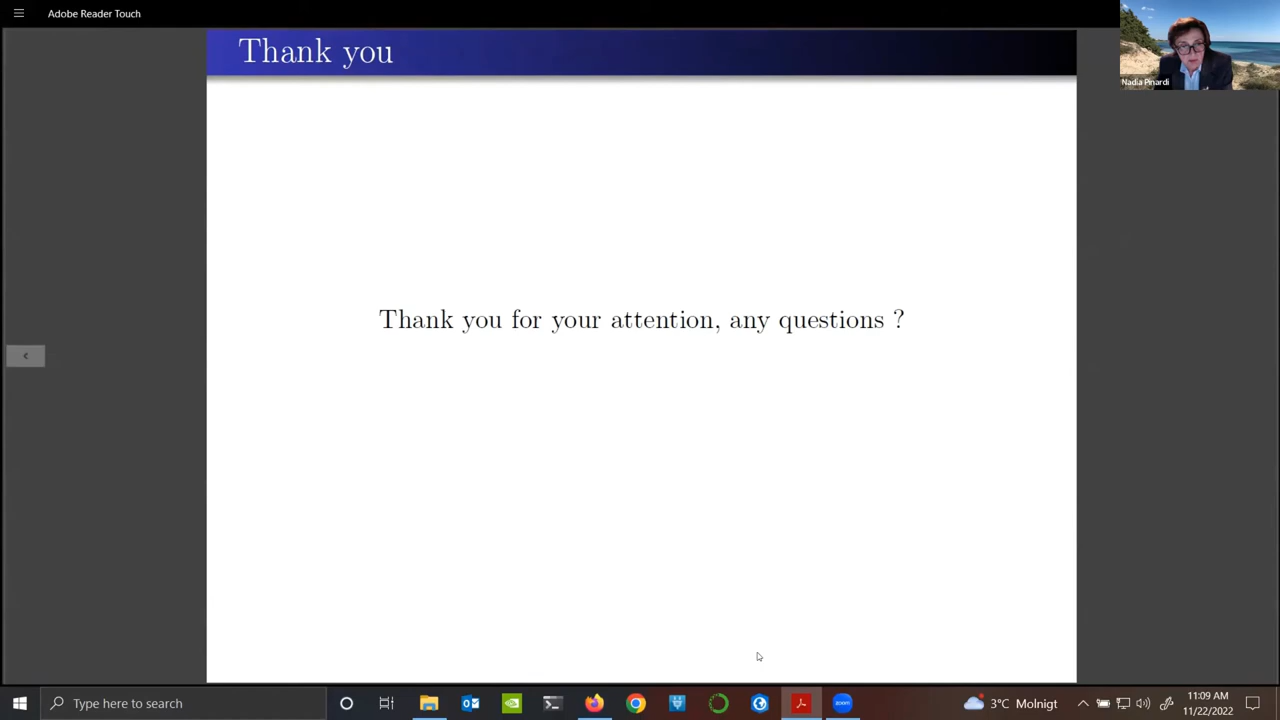 Adobe Reader Touch
Thank you
Nadia Pinardi
Thank you for your attention, any questions ?
Type here to search
zoom
3°C Molnigt
11:09 AM
11/22/2022